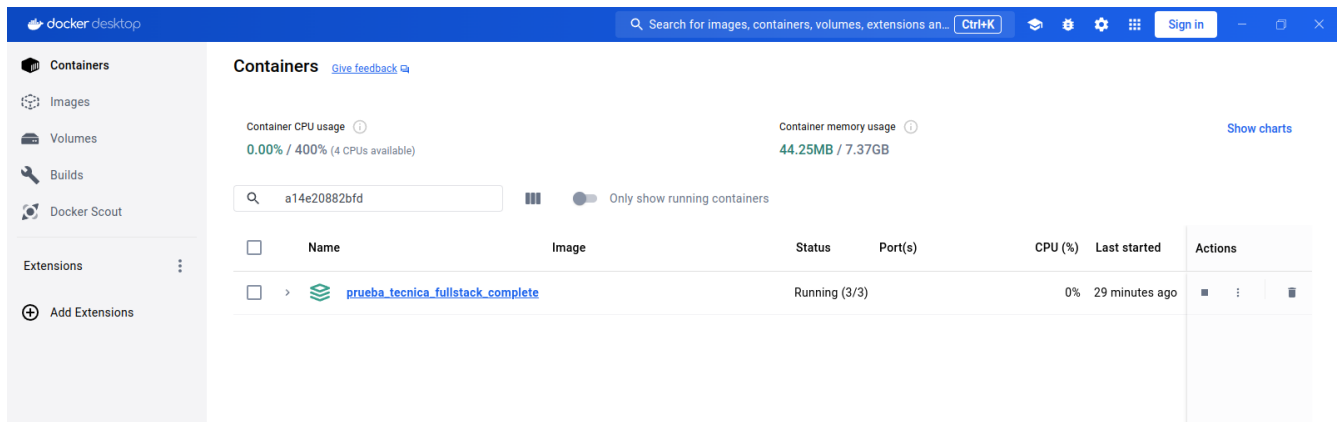 docker desktop
Search for images, containers, volumes, extensions an... Ctrl+K
Sign in
Containers
Images
Volumes
Builds
Docker Scout
Extensions
Add Extensions
Containers Give feedback
Container CPU usage
0.00% / 400% (4 CPUs available)
Container memory usage
44.25MB / 7.37GB
Show charts
a14e20882bfd
Only show running containers
Name Image Status Port(s) CPU (%) Last started Actions
prueba_tecnica_fullstack_complete Running (3/3) 0% 29 minutes ago